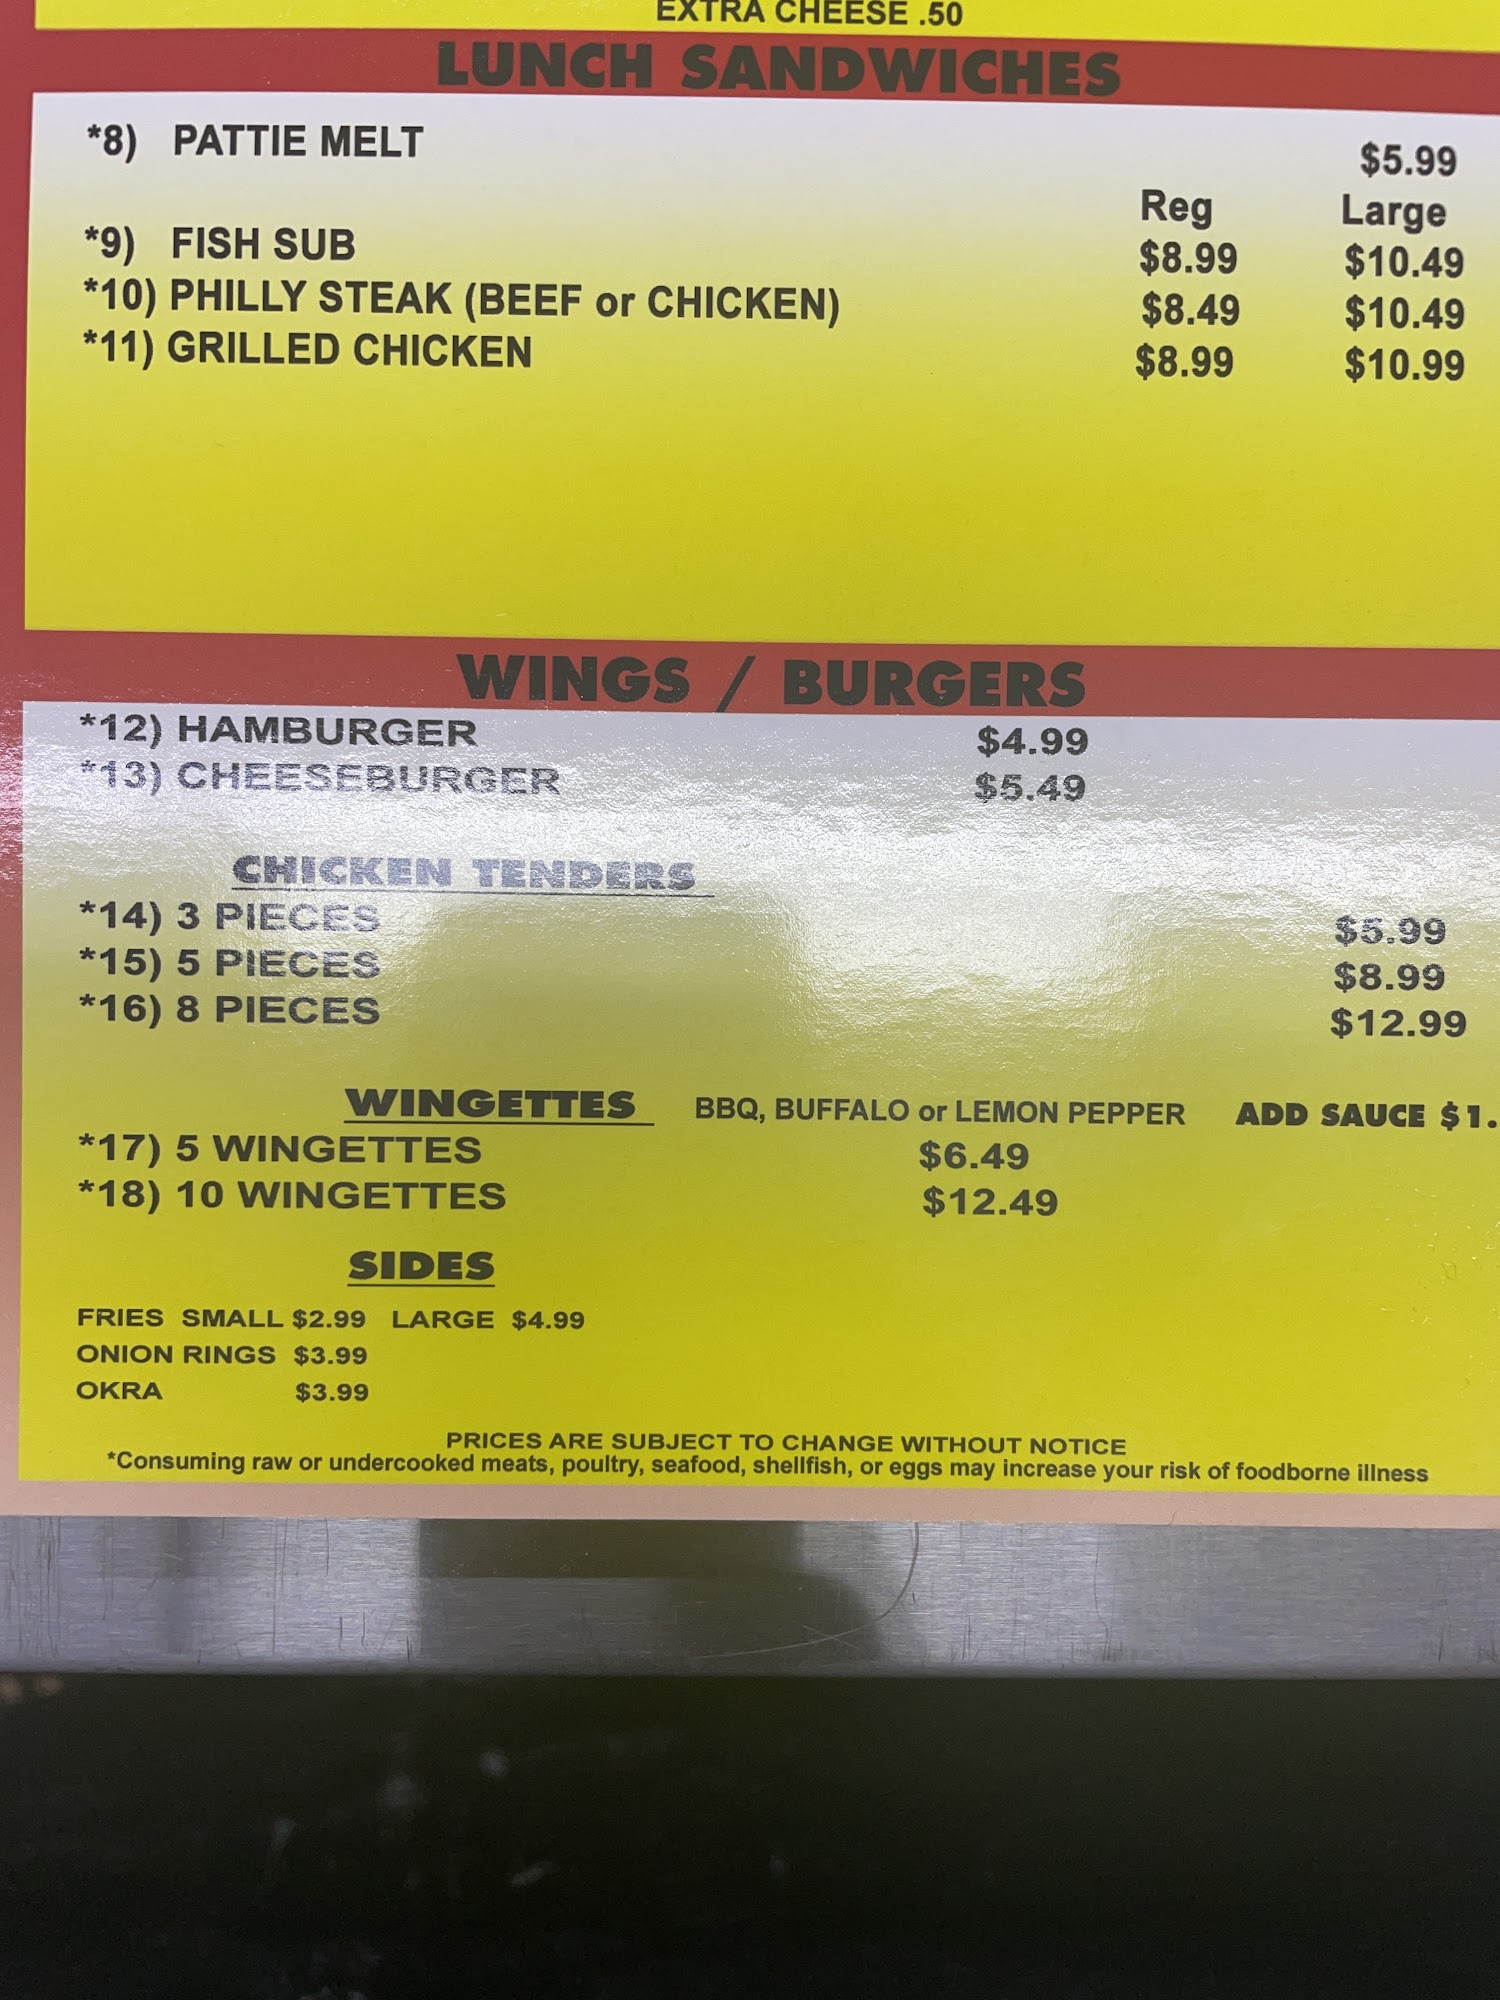 EXTRA CHEESE .50
LUNCH SANDWICHES
*8) PATTIE MELT $5.99
Reg Large
*9) FISH SUB $8.99 $10.49
*10) PHILLY STEAK (BEEF or CHICKEN) $8.49 $10.49
*11) GRILLED CHICKEN $8.99 $10.99
WINGS / BURGERS
*12) HAMBURGER $4.99
*13) CHEESEBURGER $5.49
CHICKEN TENDERS
*14) 3 PIECES $5.99
*15) 5 PIECES $8.99
*16) 8 PIECES $12.99
WINGETTES BBQ, BUFFALO or LEMON PEPPER ADD SAUCE $1.
*17) 5 WINGETTES $6.49
*18) 10 WINGETTES $12.49
SIDES
FRIES SMALL $2.99 LARGE $4.99
ONION RINGS $3.99
OKRA $3.99
PRICES ARE SUBJECT TO CHANGE WITHOUT NOTICE
*Consuming raw or undercooked meats, poultry, seafood, shellfish, or eggs may increase your risk of foodborne illness